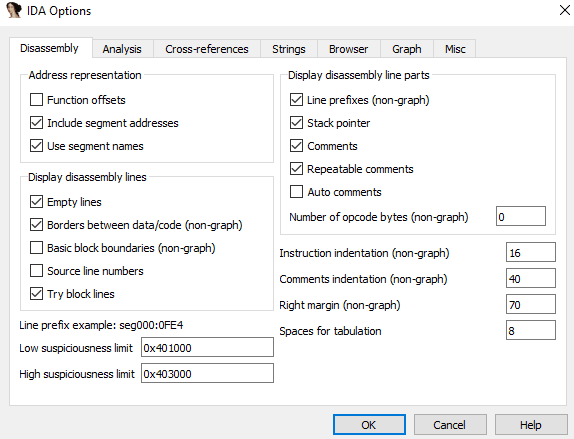 IDA Options
Disassembly Analysis Cross-references Strings Browser Graph Misc
Address representation
Function offsets
Include segment addresses
Use segment names
Display disassembly lines
Empty lines
Borders between data/code (non-graph)
Basic block boundaries (non-graph)
Source line numbers
Try block lines
Line prefix example: seg000:0FE4
Low suspiciousness limit 0x401000
High suspiciousness limit 0x403000
Display disassembly line parts
Line prefixes (non-graph)
Stack pointer
Comments
Repeatable comments
Auto comments
Number of opcode bytes (non-graph) 0
Instruction indentation (non-graph) 16
Comments indentation (non-graph) 40
Right margin (non-graph) 70
Spaces for tabulation 8
OK Cancel Help